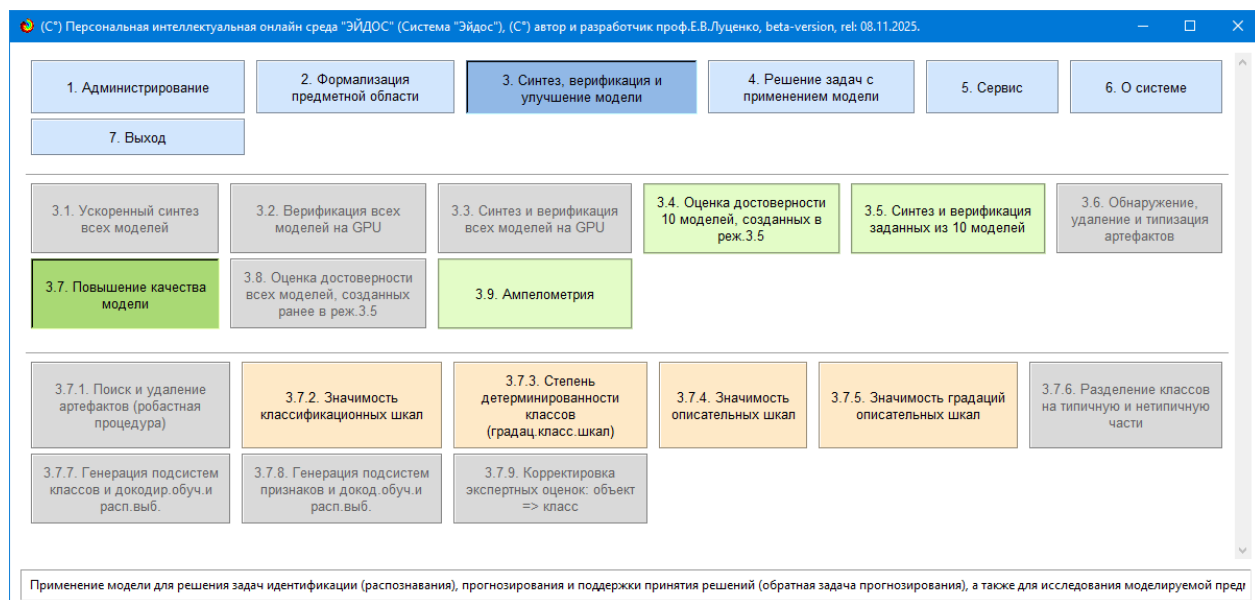 (C°) Персональная интеллектуальная онлайн среда "ЭЙДОС" (Система "Эйдос"), (C°) автор и разработчик проф.Е.В.Луценко, beta-version, rel: 08.11.2025.
1. Администрирование
2. Формализация
предметной области
3. Синтез, верификация и
улучшение модели
4. Решение задач с
применением модели
5. Сервис
6. О системе
7. Выход
3.1. Ускоренный синтез
всех моделей
3.2. Верификация всех
моделей на GPU
3.3. Синтез и верификация
всех моделей на GPU
3.4. Оценка достоверности
10 моделей, созданных в
реж.3.5
3.5. Синтез и верификация
заданных из 10 моделей
3.6. Обнаружение,
удаление и типизация
артефактов
3.7. Повышение качества
модели
3.8. Оценка достоверности
всех моделей, созданных
ранее в реж.3.5
3.9. Ампелометрия
3.7.1. Поиск и удаление
артефактов (робастная
процедура)
3.7.2. Значимость
классификационных шкал
3.7.3. Степень
детерминированности
классов
(градац.класс.шкал)
3.7.4. Значимость
описательных шкал
3.7.5. Значимость градаций
описательных шкал
3.7.6. Разделение классов
на типичную и нетипичную
части
3.7.7. Генерация подсистем
классов и докодир.обуч.и
расп.выб.
3.7.8. Генерация подсистем
признаков и докод.обуч.и
расп.выб.
3.7.9. Корректировка
экспертных оценок: объект
=> класс
Применение модели для решения задач идентификации (распознавания), прогнозирования и поддержки принятия решений (обратная задача прогнозирования), а также для исследования моделируемой пред